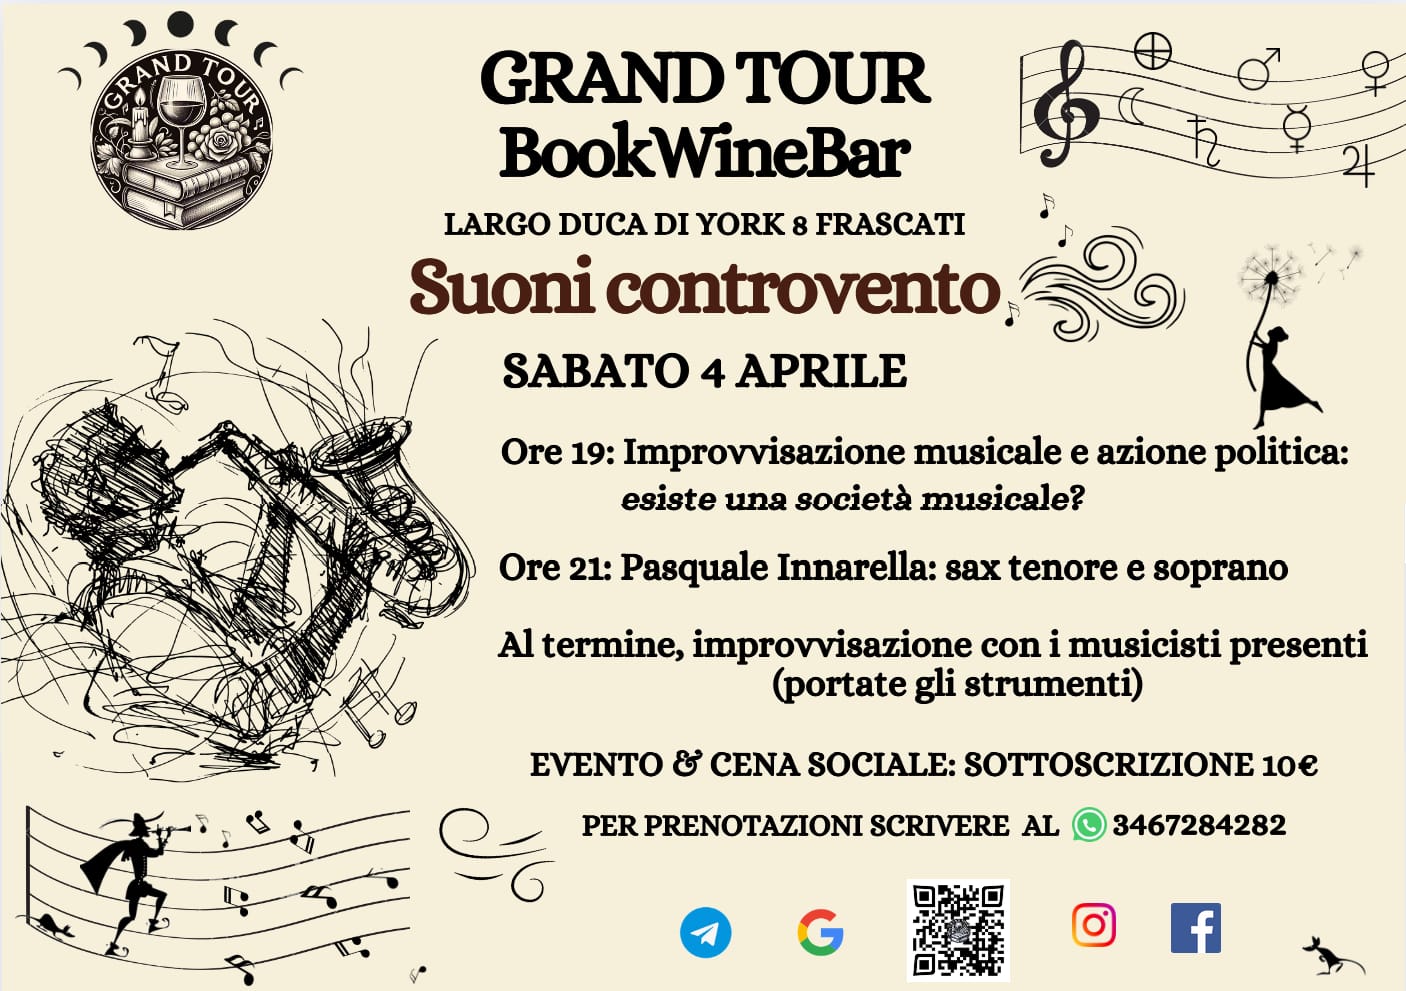 GRAND TOUR
GRAND TOUR
BookWineBar
LARGO DUCA DI YORK 8 FRASCATI
Suoni controvento
SABATO 4 APRILE
Ore 19: Improvvisazione musicale e azione politica:
esiste una società musicale?
Ore 21: Pasquale Innarella: sax tenore e soprano
Al termine, improvvisazione con i musicisti presenti
(portate gli strumenti)
EVENTO & CENA SOCIALE: SOTTOSCRIZIONE 10€
PER PRENOTAZIONI SCRIVERE AL 3467284282